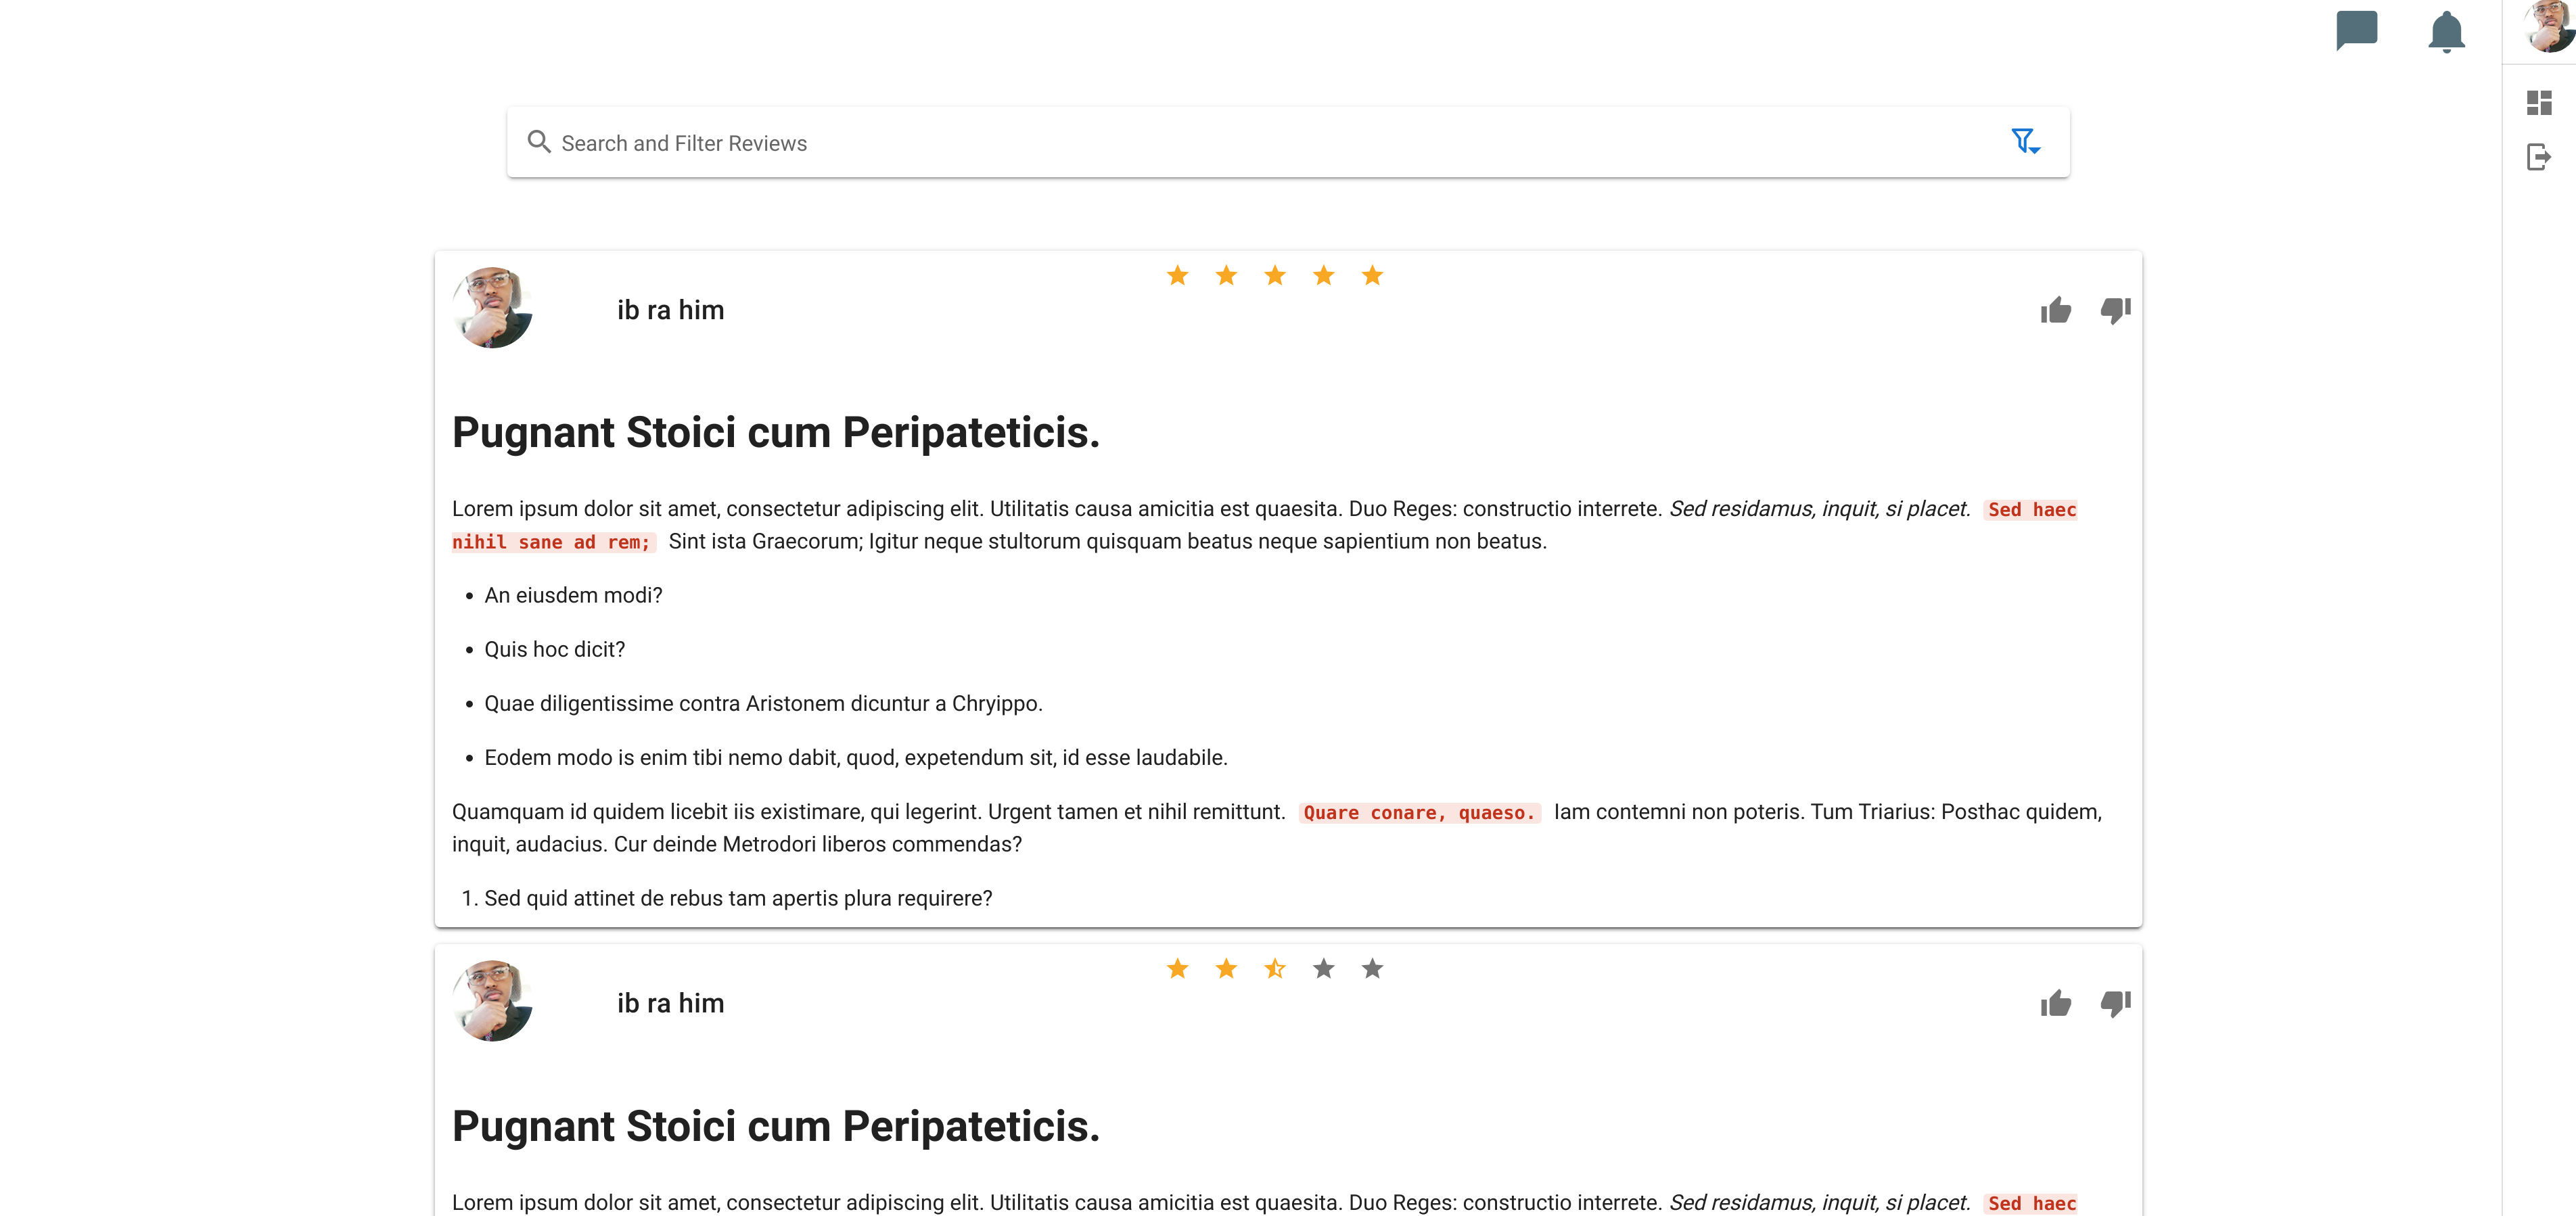 Search and Filter Reviews
ib ra him
Pugnant Stoici cum Peripateticis.
Lorem ipsum dolor sit amet, consectetur adipiscing elit. Utilitatis causa amicitia est quaesita. Duo Reges: constructio interrete. Sed residamus, inquit, si placet. Sed haec
nihil sane ad rem; Sint ista Graecorum; Igitur neque stultorum quisquam beatus neque sapientium non beatus.
• An eiusdem modi?
• Quis hoc dicit?
• Quae diligentissime contra Aristonem dicuntur a Chryippo.
• Eodem modo is enim tibi nemo dabit, quod, expetendum sit, id esse laudabile.
Quamquam id quidem licebit iis existimare, qui legerint. Urgent tamen et nihil remittunt. Quare conare, quaeso. Iam contemni non poteris. Tum Triarius: Posthac quidem,
inquit, audacius. Cur deinde Metrodori liberos commendas?
1. Sed quid attinet de rebus tam apertis plura requirere?
ib ra him
Pugnant Stoici cum Peripateticis.
Lorem ipsum dolor sit amet, consectetur adipiscing elit. Utilitatis causa amicitia est quaesita. Duo Reges: constructio interrete. Sed residamus, inquit, si placet. Sed haec